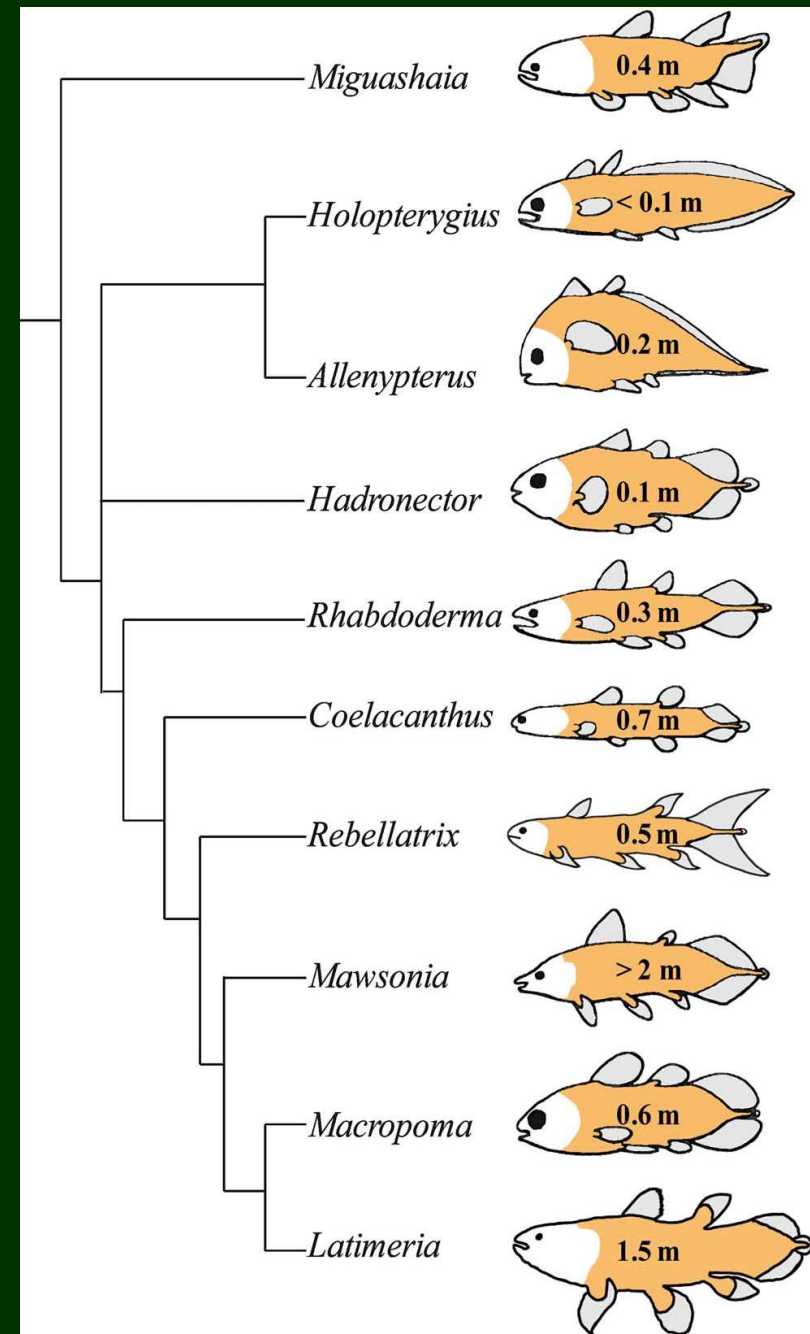 Miguashaia 0.4 m
Holopterygius < 0.1 m
Allenypterus 0.2 m
Hadronector 0.1 m
Rhabdoderma 0.3 m
Coelacanthus 0.7 m
Rebellatrix 0.5 m
Mawsonia > 2 m
Macropoma 0.6 m
Latimeria 1.5 m